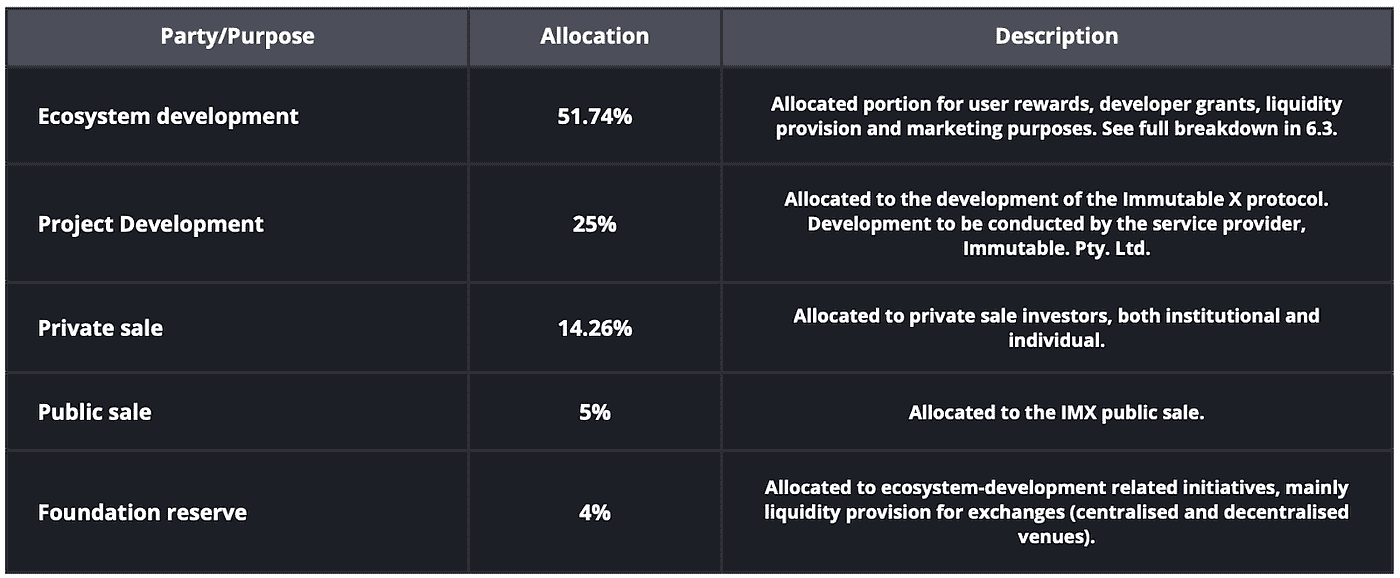 Party/Purpose Allocation Description
Ecosystem development 51.74% Allocated portion for user rewards, developer grants, liquidity
provision and marketing purposes. See full breakdown in 6.3.
Project Development 25% Allocated to the development of the Immutable X protocol.
Development to be conducted by the service provider,
Immutable. Pty. Ltd.
Private sale 14.26% Allocated to private sale investors, both institutional and
individual.
Public sale 5% Allocated to the IMX public sale.
Foundation reserve 4% Allocated to ecosystem-development related initiatives, mainly
liquidity provision for exchanges (centralised and decentralised
venues).